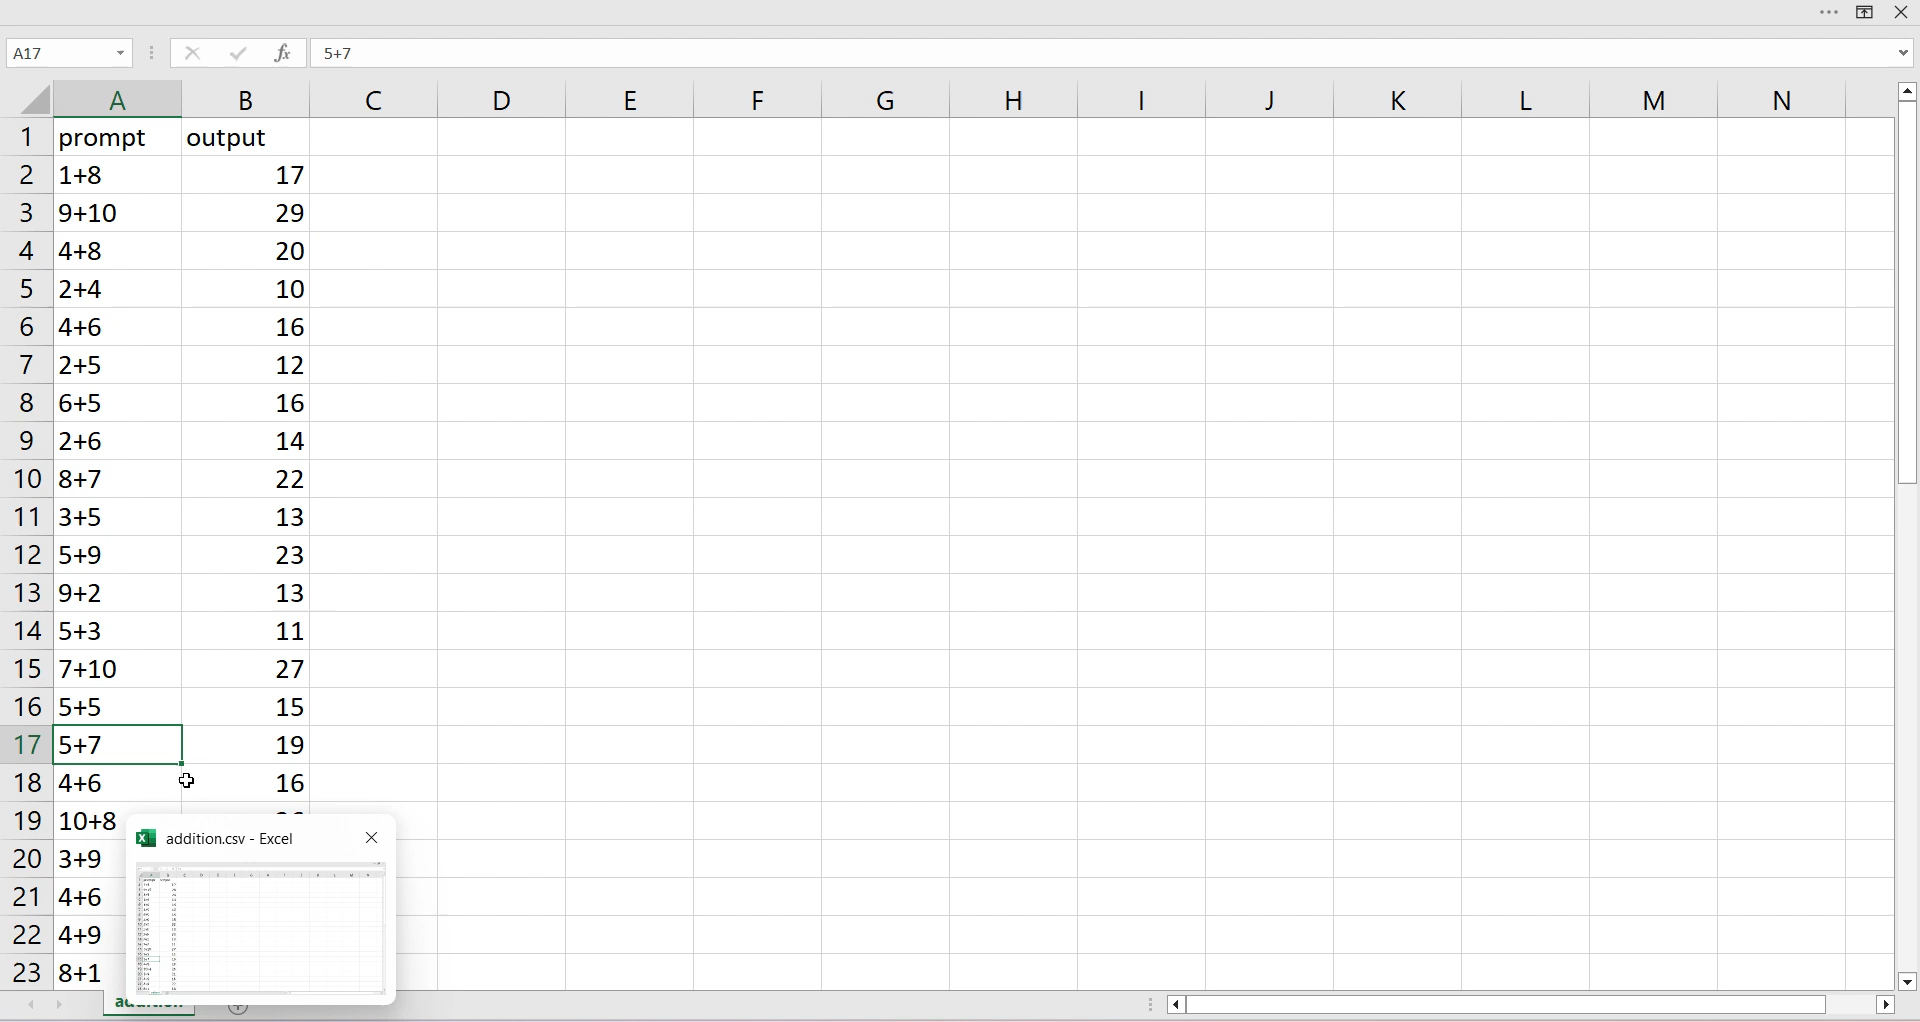 A17
fx
5+7
A B C D E F G H I J K L M N
1 prompt output
2 1+8 17
3 9+10 29
4 4+8 20
5 2+4 10
6 4+6 16
7 2+5 12
8 6+5 16
9 2+6 14
10 8+7 22
11 3+5 13
12 5+9 23
13 9+2 13
14 5+3 11
15 7+10 27
16 5+5 15
17 5+7 19
18 4+6 16
19 10+8
addition.csv - Excel
20 3+9
21 4+6
22 4+9
23 8+1